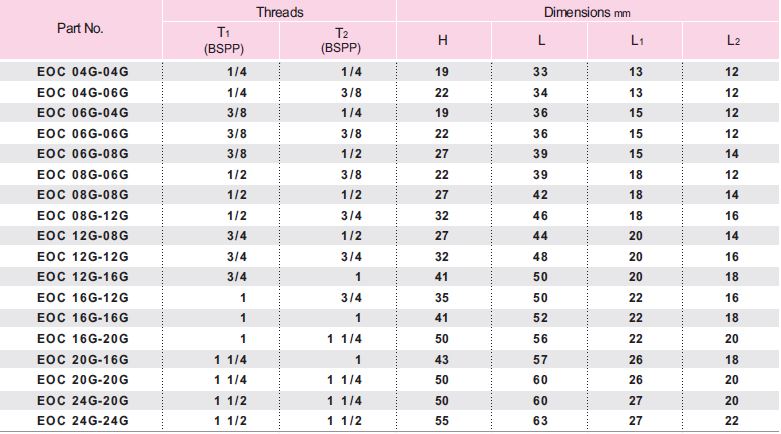 Part No. Threads Dimensions mm
T1 (BSPP) T2 (BSPP) H L L1 L2
EOC 04G-04G 1/4 1/4 19 33 13 12
EOC 04G-06G 1/4 3/8 22 34 13 12
EOC 06G-04G 3/8 1/4 19 36 15 12
EOC 06G-06G 3/8 3/8 22 36 15 12
EOC 06G-08G 3/8 1/2 27 39 15 14
EOC 08G-06G 1/2 3/8 22 39 18 12
EOC 08G-08G 1/2 1/2 27 42 18 14
EOC 08G-12G 1/2 3/4 32 46 18 16
EOC 12G-08G 3/4 1/2 27 44 20 14
EOC 12G-12G 3/4 3/4 32 48 20 16
EOC 12G-16G 3/4 1 41 50 20 18
EOC 16G-12G 1 3/4 35 50 22 16
EOC 16G-16G 1 1 41 52 22 18
EOC 16G-20G 1 1 1/4 50 56 22 20
EOC 20G-16G 1 1/4 1 43 57 26 18
EOC 20G-20G 1 1/4 1 1/4 50 60 26 20
EOC 24G-20G 1 1/2 1 1/4 50 60 27 20
EOC 24G-24G 1 1/2 1 1/2 55 63 27 22